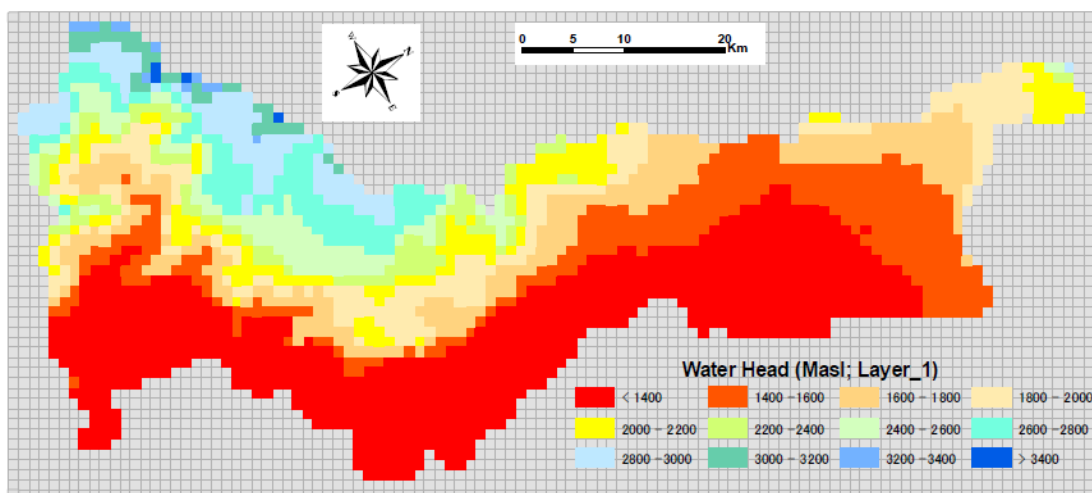 W
N
S
E
0 5 10 20
Km
Water Head (Masl; Layer_1)
< 1400 1400 – 1600 1600 – 1800 1800 – 2000
2000 – 2200 2200 – 2400 2400 – 2600 2600 – 2800
2800 – 3000 3000 – 3200 3200 – 3400 > 3400